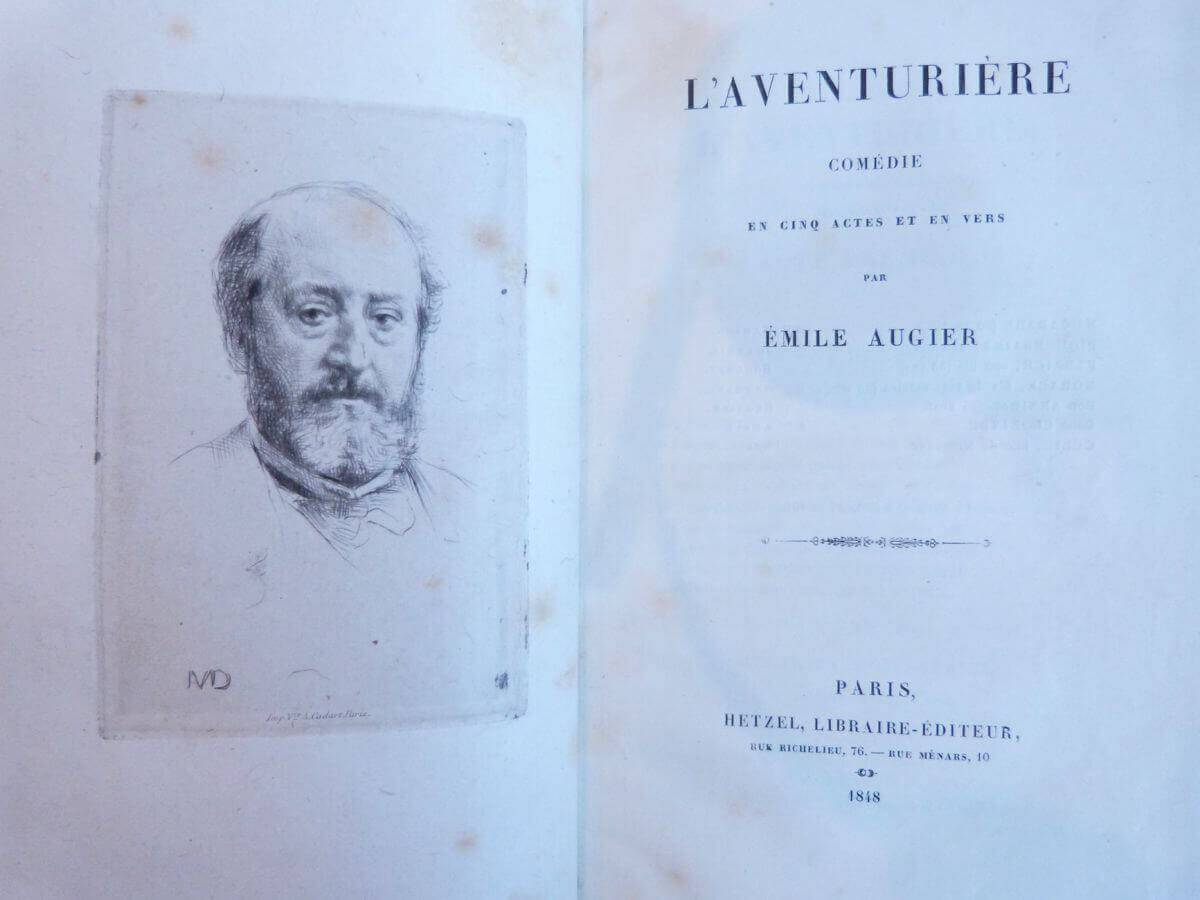 MD
Imp. Vve A. Cadart, Paris.
L'AVENTURIÈRE
COMÉDIE
EN CINQ ACTES ET EN VERS
PAR
ÉMILE AUGIER
PARIS,
HETZEL, LIBRAIRE-ÉDITEUR,
RUE RICHELIEU, 76. — RUE MÉNARS, 10
1848